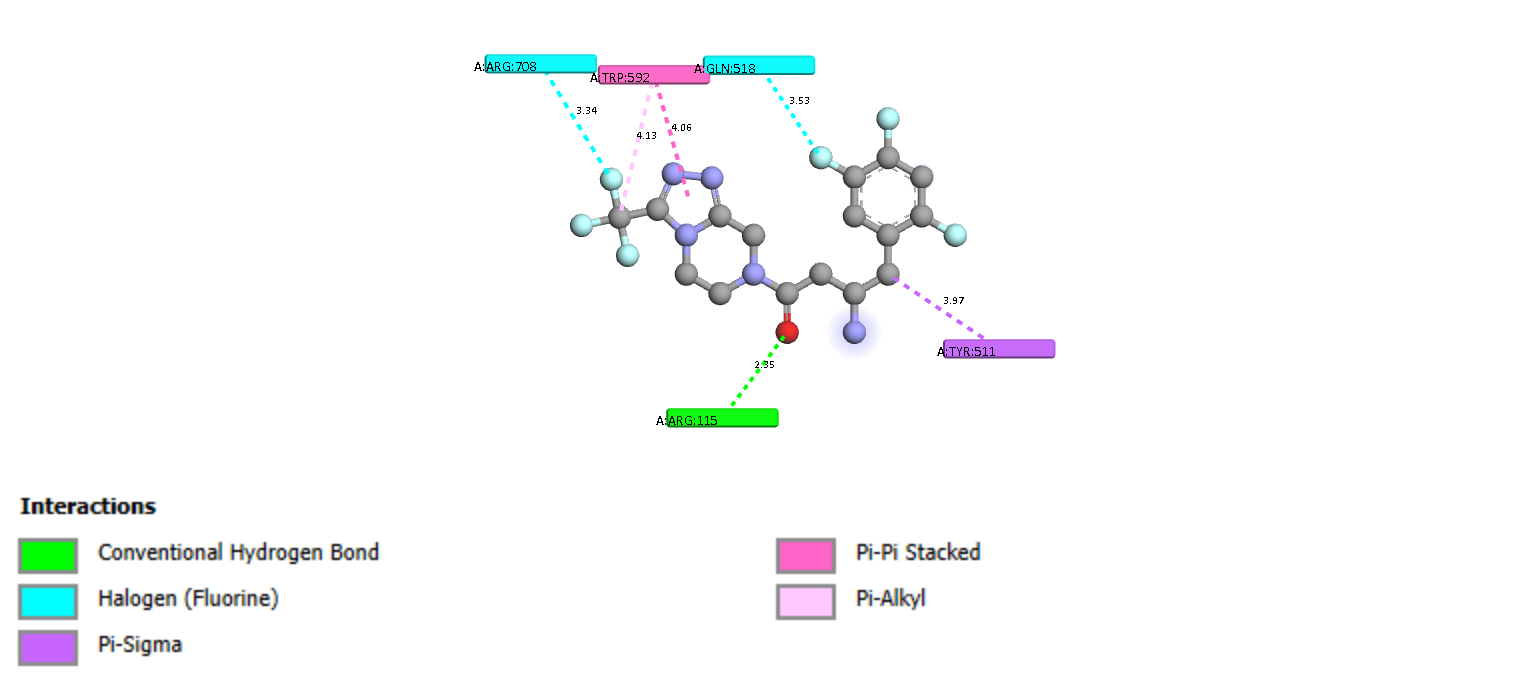 A:ARG:708
A:TRP:592
A:GLN:518
3.34
4.13
4.06
3.53
3.97
A:TYR:511
2.35
A:ARG:115
Interactions
Conventional Hydrogen Bond
Halogen (Fluorine)
Pi-Sigma
Pi-Pi Stacked
Pi-Alkyl